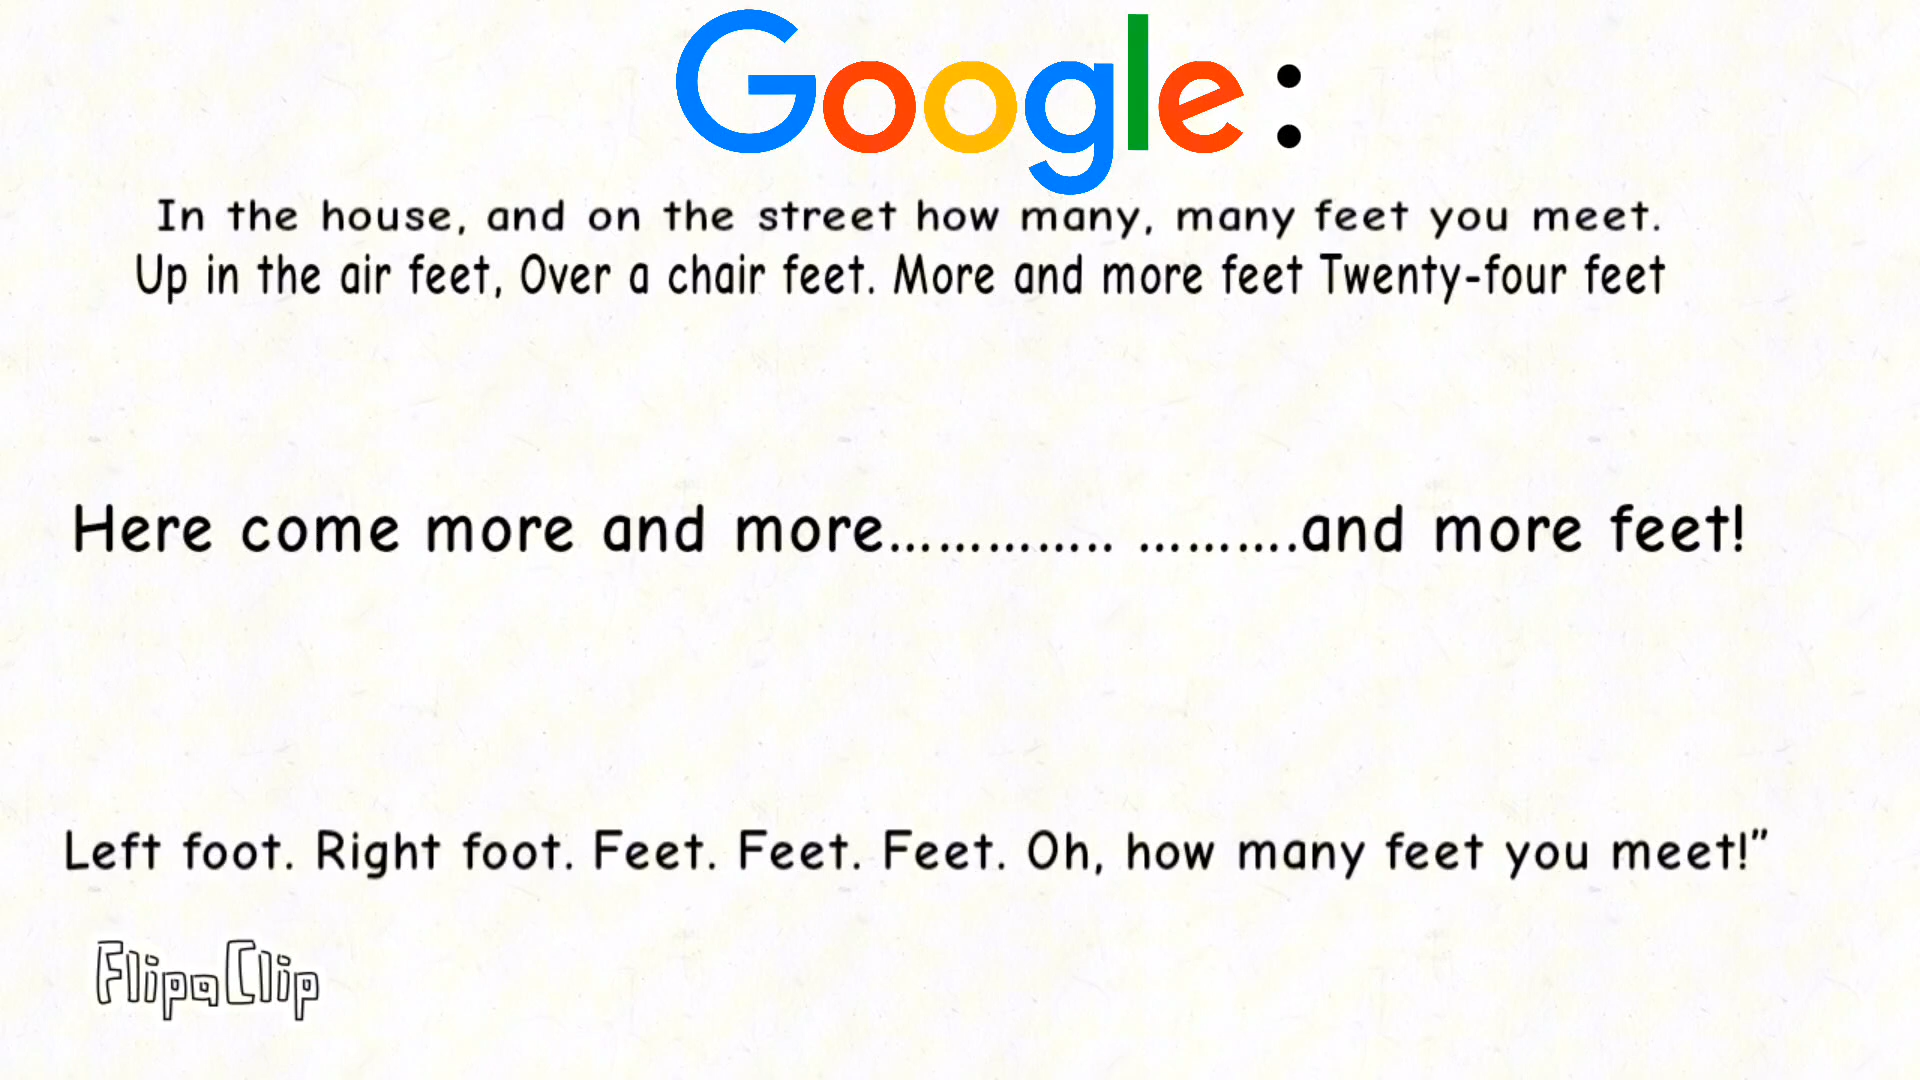 Google:
In the house, and on the street how many, many feet you meet.
Up in the air feet, Over a chair feet. More and more feet Twenty-four feet
Here come more and more.............. ..........and more feet!
Left foot. Right foot. Feet. Feet. Feet. Oh, how many feet you meet!”
FlipaClip